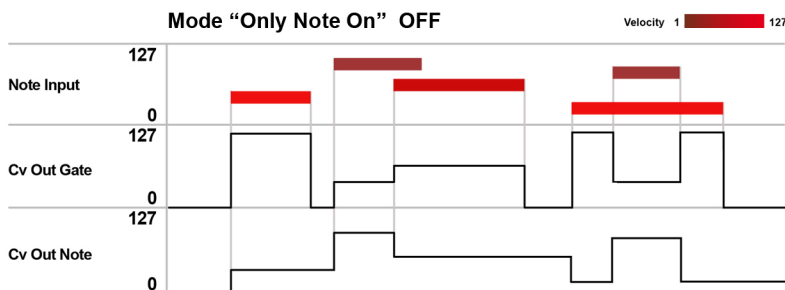 Mode “Only Note On” OFF
Velocity 1 127
127
Note Input
0
127
Cv Out Gate
0
127
Cv Out Note
0